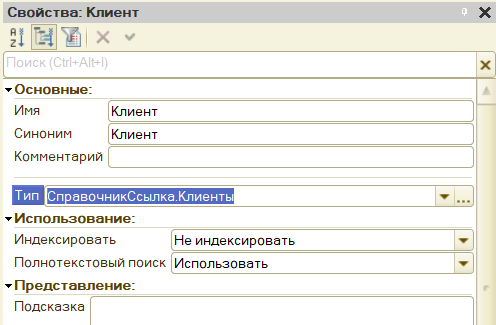 Свойства: Клиент
Поиск (Ctrl+Alt+I)
Основные:
Имя Клиент
Синоним Клиент
Комментарий
Тип СправочникСсылка.Клиенты ...
Использование:
Индексировать Не индексировать
Полнотекстовый поиск Использовать
Представление:
Подсказка